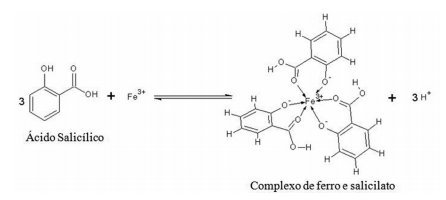 3
OH
O
OH
+
Fe3+
Ácido Salicílico
H
H
H
H
H
O
O
O-
Fe3+
H
H
H
H
O-
O
O
H
O
O
H
O-
H
H
H
H
+
3 H+
Complexo de ferro e salicilato